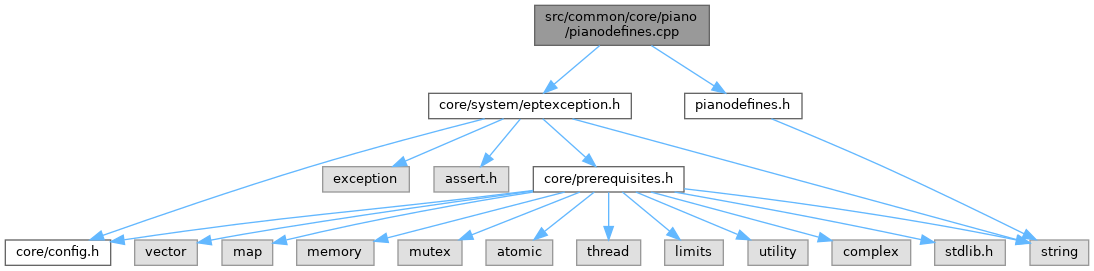 src/common/core/piano
/pianodefines.cpp
core/system/eptexception.h
pianodefines.h
exception
assert.h
core/prerequisites.h
core/config.h
vector
map
memory
mutex
atomic
thread
limits
utility
complex
stdlib.h
string